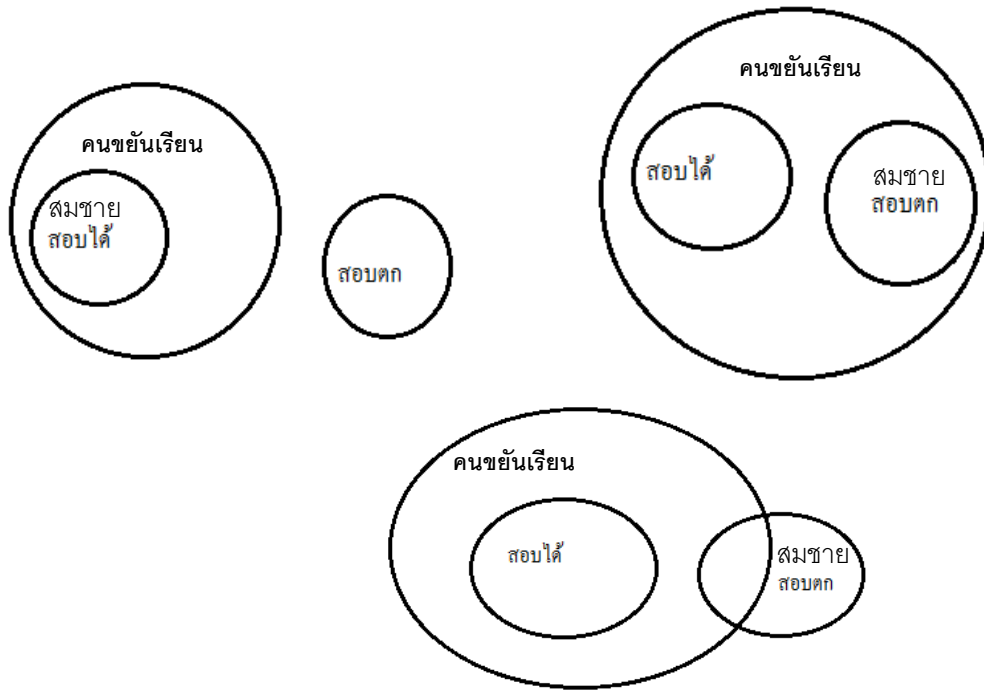 คนขยันเรียน
สมชาย
สอบได้
สอบตก
คนขยันเรียน
สอบได้
สมชาย
สอบตก
คนขยันเรียน
สอบได้
สมชาย
สอบตก